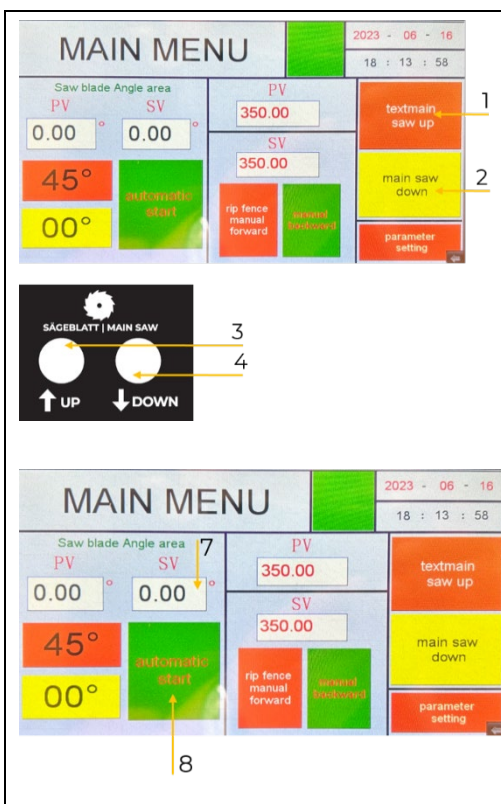 MAIN MENU
2023 - 06 - 16
18 : 13 : 58
Saw blade Angle area
PV
SV
0.00 °
0.00 °
45°
00°
automatic
start
PV
350.00
SV
350.00
rip fence
manual
forward
manual
backward
textmain
saw up
main saw
down
parameter
setting
1
2
SÄGEBLATT | MAIN SAW
UP
DOWN
3
4
MAIN MENU
2023 - 06 - 16
18 : 13 : 58
Saw blade Angle area
PV
SV
7
0.00 °
0.00 °
45°
00°
automatic
start
PV
350.00
SV
350.00
rip fence
manual
forward
manual
backward
textmain
saw up
main saw
down
parameter
setting
8